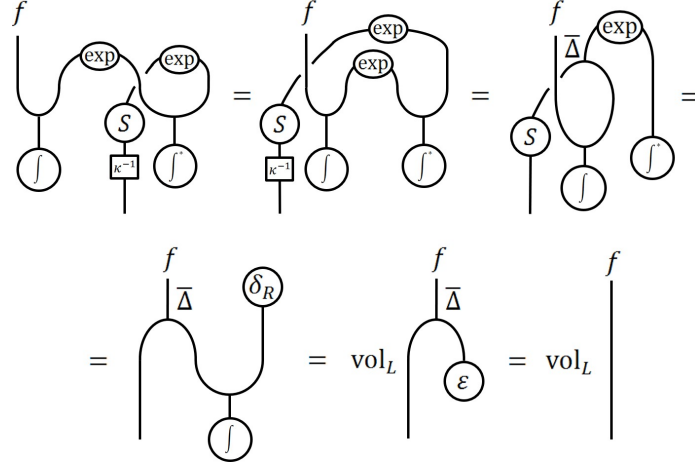 f f f
exp exp = exp exp = Δ̄ exp =
S ∫ κ⁻¹ ∫* S κ⁻¹ ∫ ∫* S ∫ ∫*
f f f
= Δ̄ δ_R = vol_L Δ̄ ε = vol_L
∫